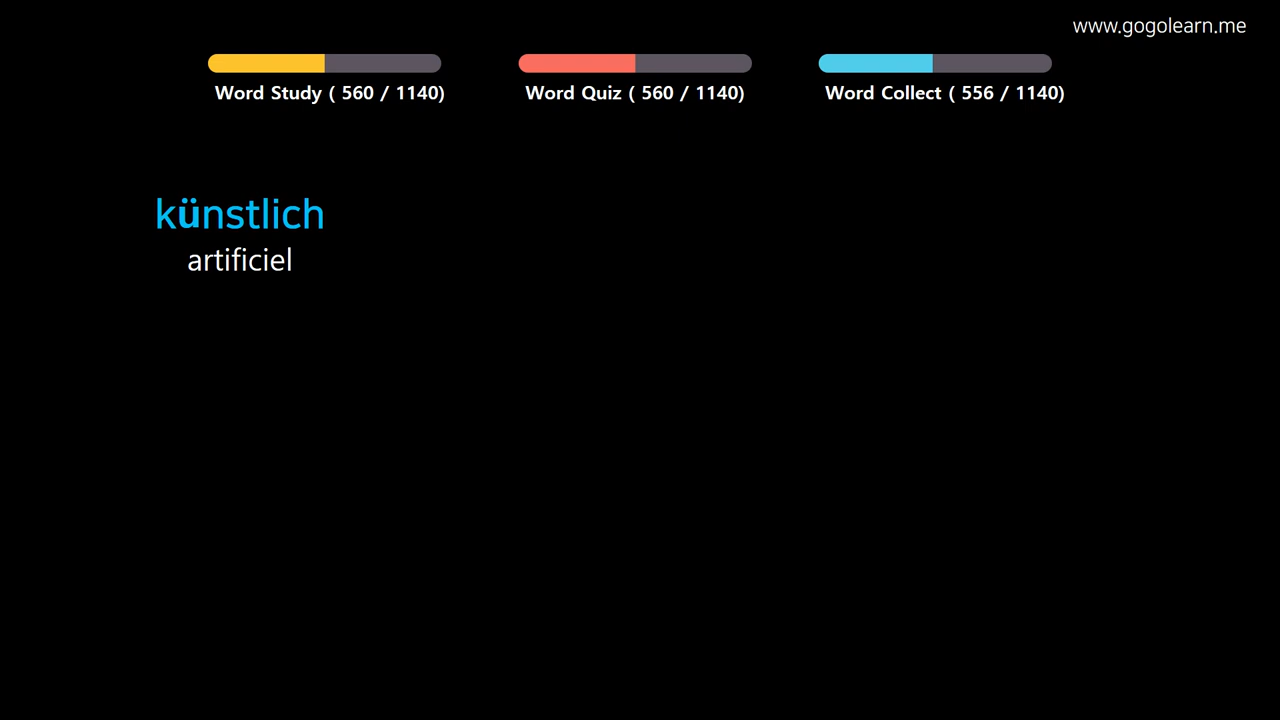 www.gogolearn.me
Word Study ( 560 / 1140)
Word Quiz ( 560 / 1140)
Word Collect ( 556 / 1140)
künstlich
artificiel